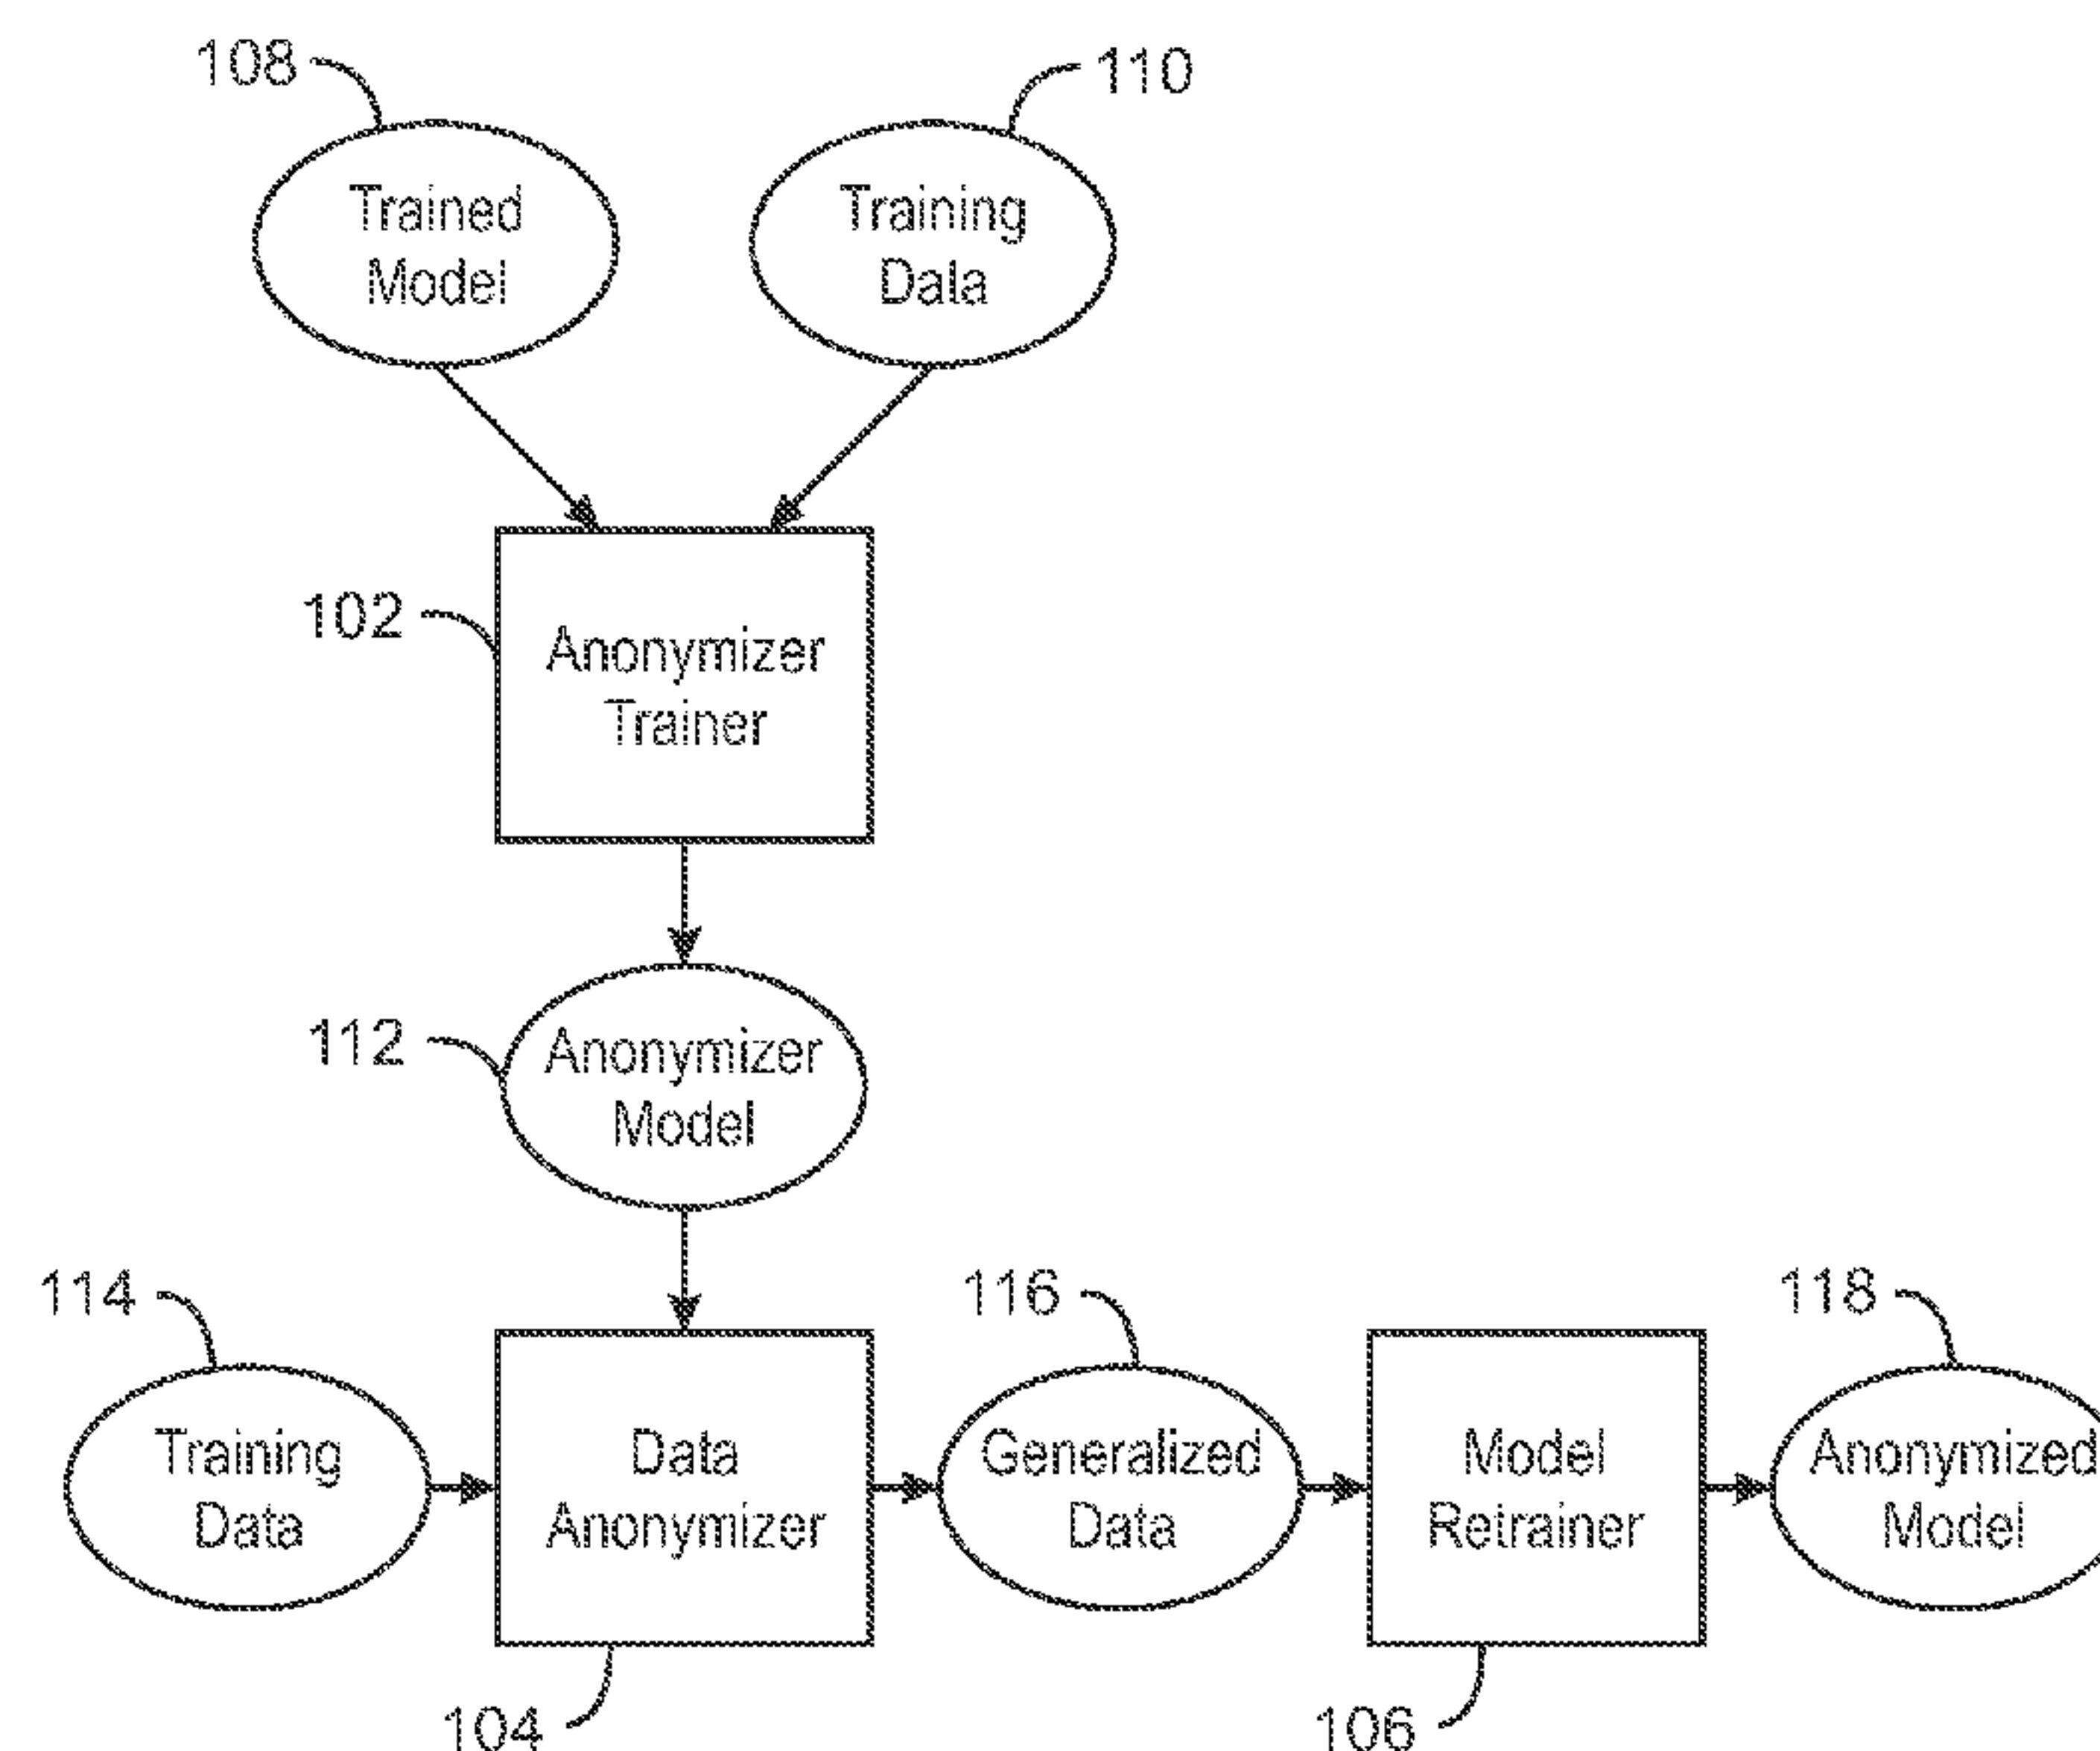 108
110
Trained
Model
Training
Data
102
Anonymizer
Trainer
112
Anonymizer
Model
114
116
118
Training
Data
Data
Anonymizer
Generalized
Data
Model
Retrainer
Anonymized
Model
104
106